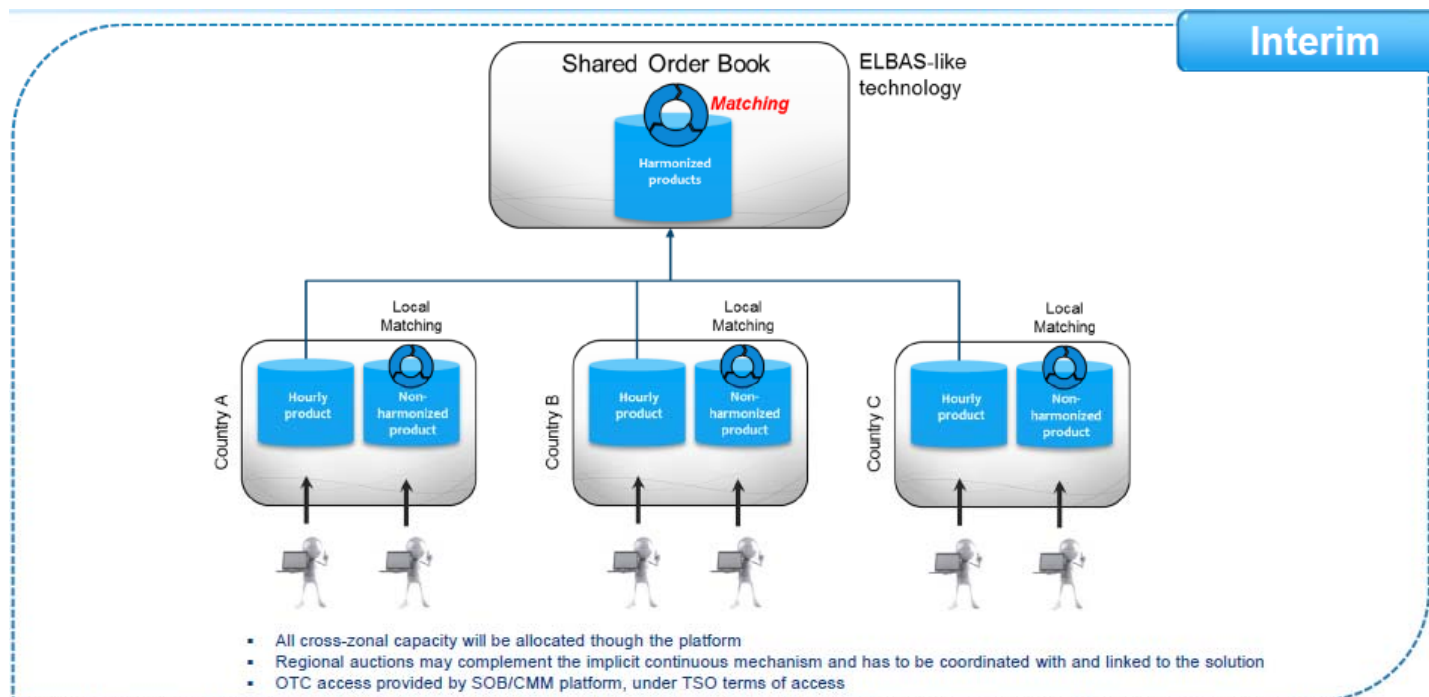 Interim
Shared Order Book
ELBAS-like
technology
Matching
Harmonized
products
Local
Matching
Local
Matching
Local
Matching
Country A
Hourly
product
Non-
harmonized
product
Country B
Hourly
product
Non-
harmonized
product
Country C
Hourly
product
Non-
harmonized
product
▪ All cross-zonal capacity will be allocated though the platform
▪ Regional auctions may complement the implicit continuous mechanism and has to be coordinated with and linked to the solution
▪ OTC access provided by SOB/CMM platform, under TSO terms of access